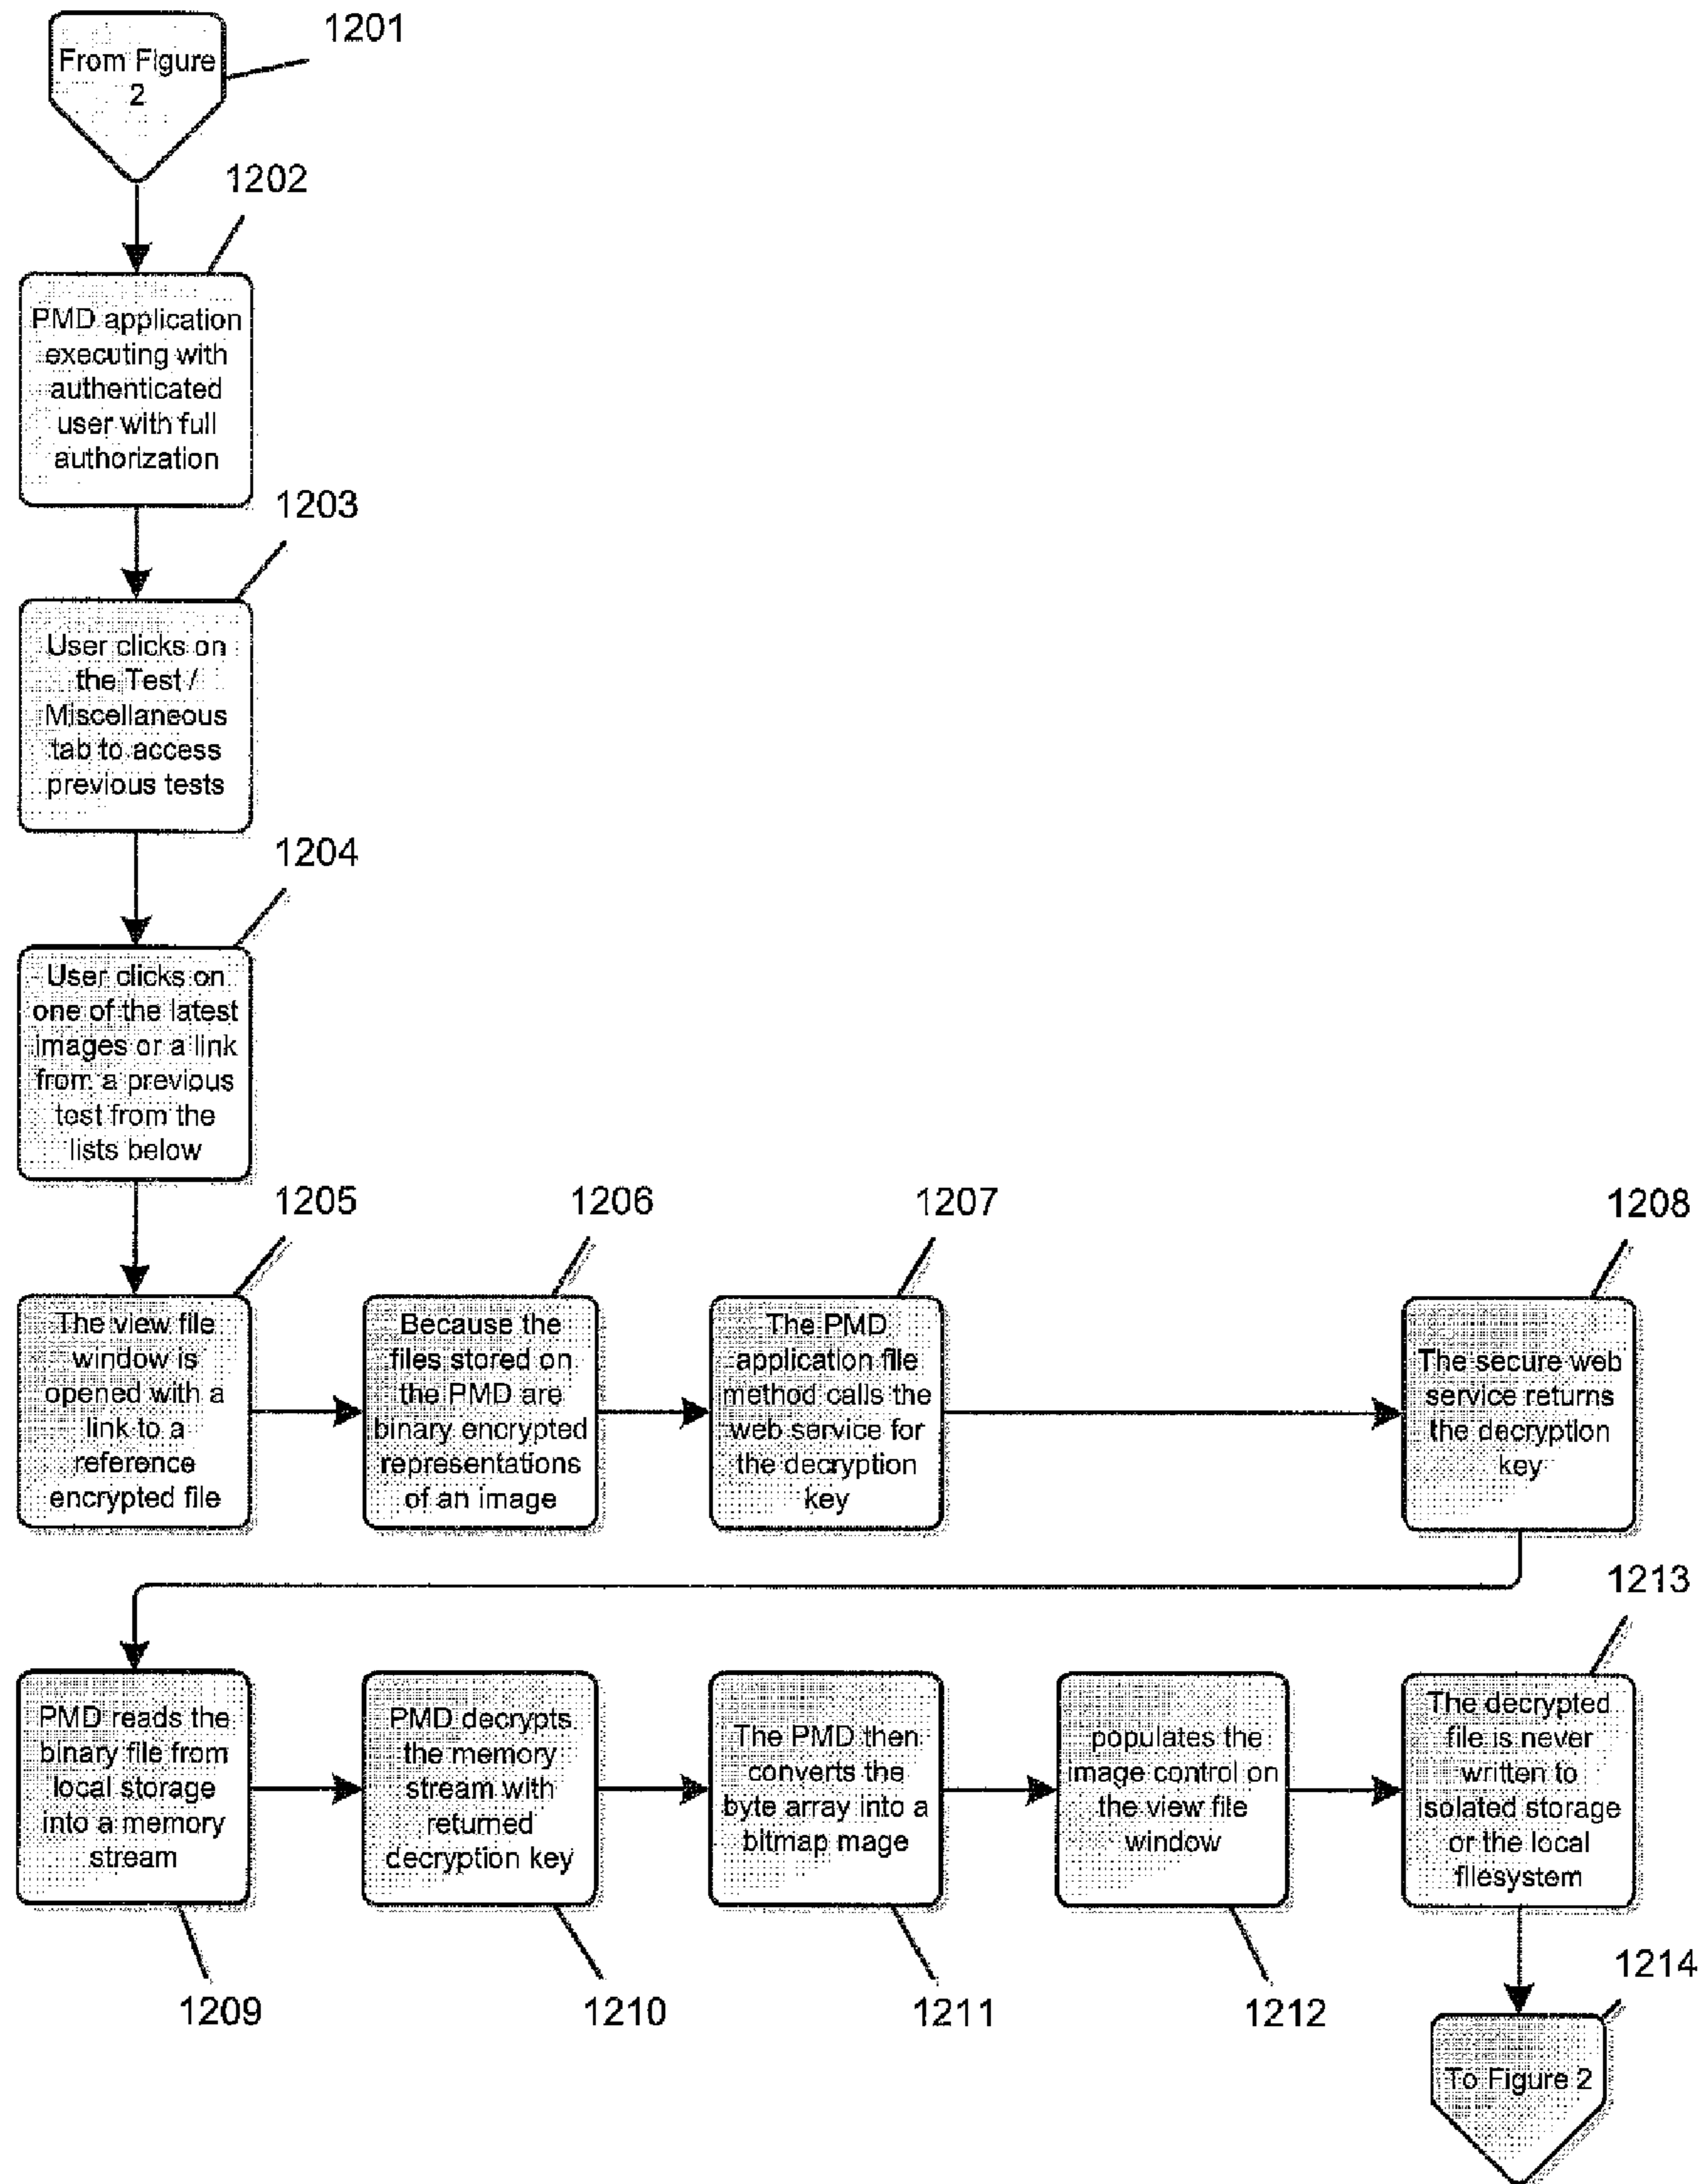 1201
From Figure
2
1202
PMD application
executing with
authenticated
user with full
authorization
1203
User clicks on
the Test /
Miscellaneous
tab to access
previous tests
1204
User clicks on
one of the latest
images or a link
from a previous
test from the
lists below
1205
The view file
window is
opened with a
link to a
reference
encrypted file
1206
Because the
files stored on
the PMD are
binary encrypted
representations
of an image
1207
The PMD
application file
method calls the
web service for
the decryption
key
1208
The secure web
service returns
the decryption
key
PMD reads the
binary file from
local storage
into a memory
stream
1209
PMD decrypts
the memory
stream with
returned
decryption key
1210
The PMD then
converts the
byte array into a
bitmap mage
1211
populates the
image control on
the view file
window
1212
1213
The decrypted
file is never
written to
isolated storage
or the local
filesystem
1214
To Figure 2